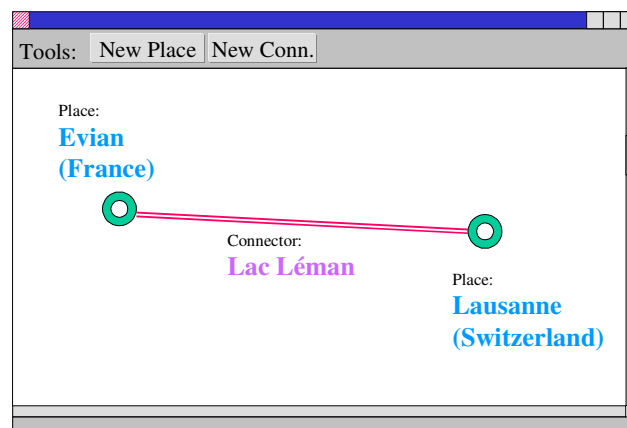 Tools: New Place New Conn.
Place:
Evian
(France)
Connector:
Lac Léman
Place:
Lausanne
(Switzerland)